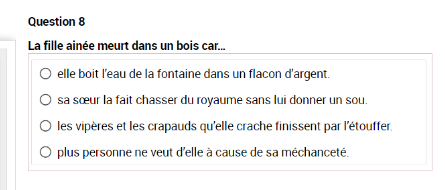 Question 8
La fille ainée meurt dans un bois car...
elle boit l'eau de la fontaine dans un flacon d'argent.
sa sœur la fait chasser du royaume sans lui donner un sou.
les vipères et les crapauds qu'elle crache finissent par l'étouffer.
plus personne ne veut d'elle à cause de sa méchanceté.